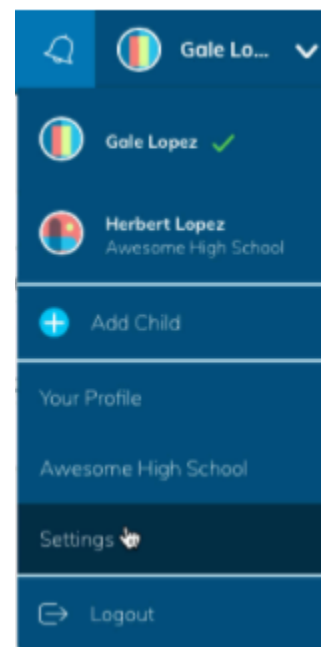 Gale Lo...
Gale Lopez
Herbert Lopez
Awesome High School
Add Child
Your Profile
Awesome High School
Settings
Logout